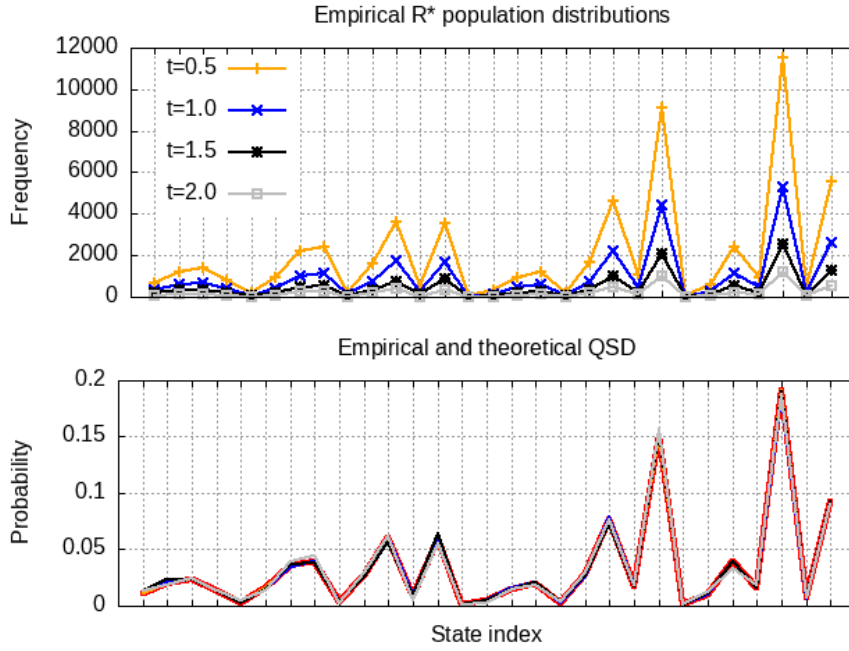 Empirical R* population distributions
12000
10000
8000
6000
4000
2000
0
Frequency
t=0.5
t=1.0
t=1.5
t=2.0
Empirical and theoretical QSD
0.2
0.15
0.1
0.05
0
Probability
State index